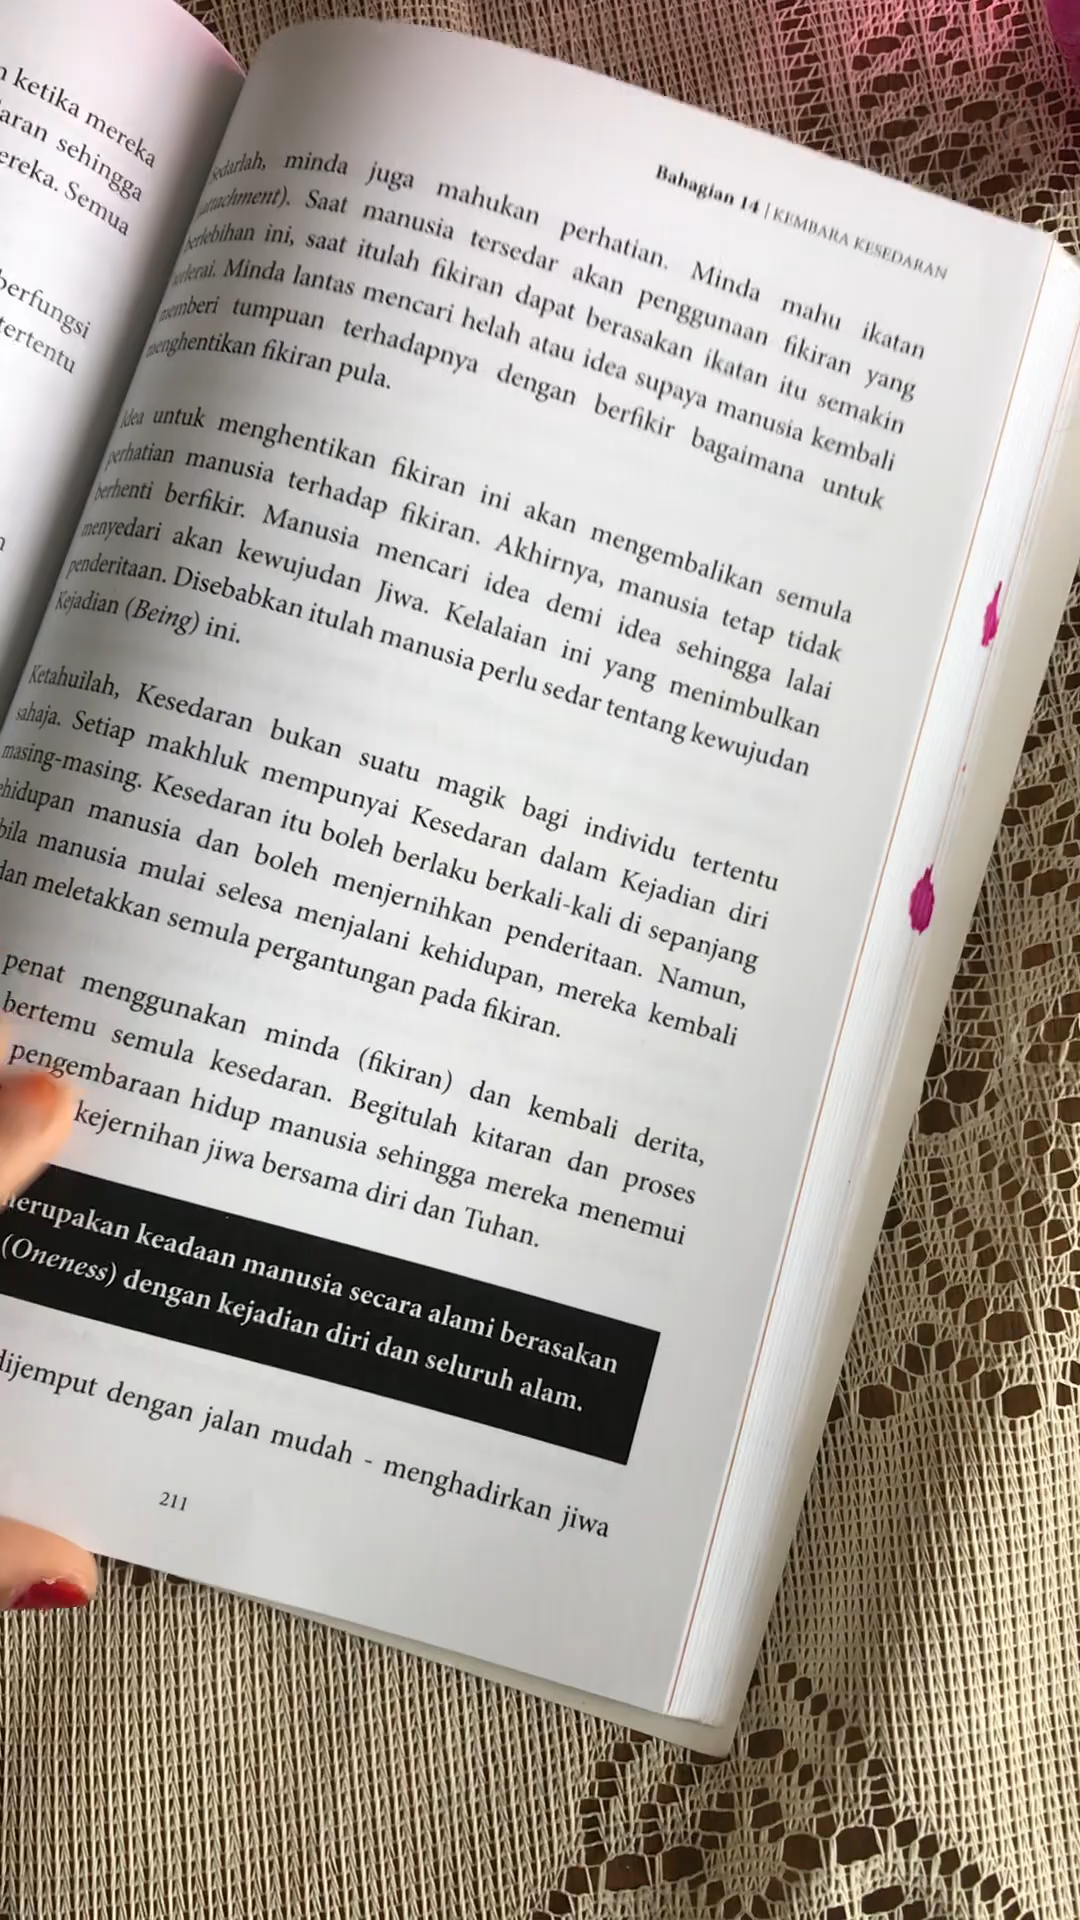 ketika mereka
aran sehingga
ereka. Semua
berfungsi
tertentu
Bahagian 14 | KEMBARA KESEDARAN
Sedarlah, minda juga mahukan perhatian. Minda mahu ikatan
(attachment). Saat manusia tersedar akan penggunaan fikiran yang
berlebihan ini, saat itulah fikiran dapat berasakan ikatan itu semakin
terlerai. Minda lantas mencari helah atau idea supaya manusia kembali
memberi tumpuan terhadapnya dengan berfikir bagaimana untuk
menghentikan fikiran pula.
Idea untuk menghentikan fikiran ini akan mengembalikan semula
perhatian manusia terhadap fikiran. Akhirnya, manusia tetap tidak
berhenti berfikir. Manusia mencari idea demi idea sehingga lalai
menyedari akan kewujudan Jiwa. Kelalaian ini yang menimbulkan
penderitaan. Disebabkan itulah manusia perlu sedar tentang kewujudan
Kejadian (Being) ini.
Ketahuilah, Kesedaran bukan suatu magik bagi individu tertentu
sahaja. Setiap makhluk mempunyai Kesedaran dalam Kejadian diri
masing-masing. Kesedaran itu boleh berlaku berkali-kali di sepanjang
ehidupan manusia dan boleh menjernihkan penderitaan. Namun,
bila manusia mulai selesa menjalani kehidupan, mereka kembali
dan meletakkan semula pergantungan pada fikiran.
penat menggunakan minda (fikiran) dan kembali derita,
bertemu semula kesedaran. Begitulah kitaran dan proses
pengembaraan hidup manusia sehingga mereka menemui
kejernihan jiwa bersama diri dan Tuhan.
merupakan keadaan manusia secara alami berasakan
(Oneness) dengan kejadian diri dan seluruh alam.
dijemput dengan jalan mudah - menghadirkan jiwa
211